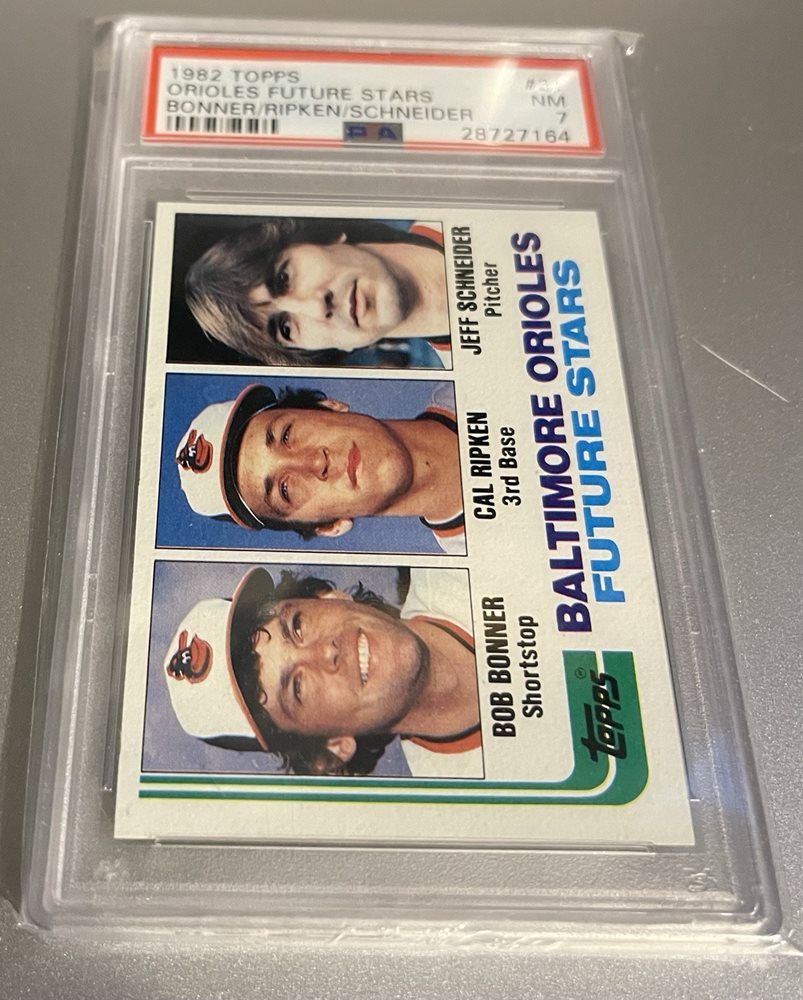 1982 TOPPS
ORIOLES FUTURE STARS
NM
BONNER/RIPKEN/SCHNEIDER
7
PSA
28727164
JEFF SCHNEIDER
Pitcher
CAL RIPKEN
3rd Base
BOB BONNER
Shortstop
BALTIMORE ORIOLES
FUTURE STARS
topps®